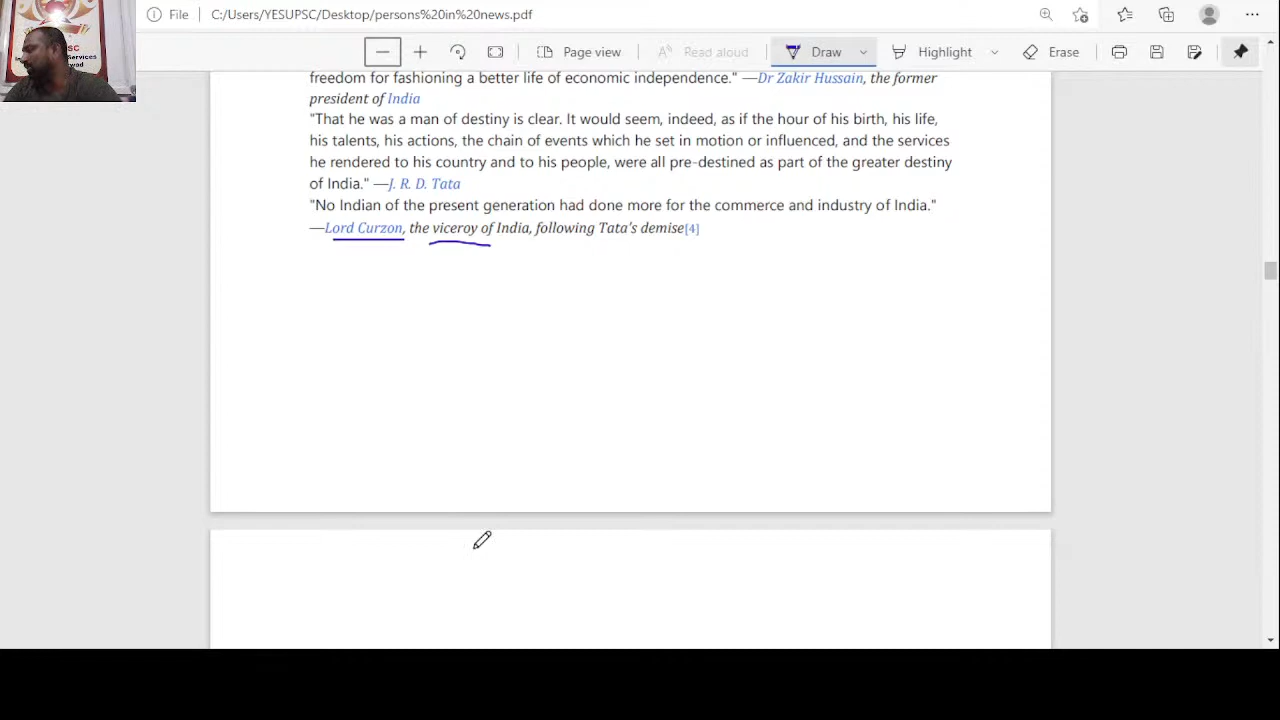 SC
Services
wad
File
C:/Users/YESUPSC/Desktop/persons%20in%20news.pdf
Page view
Read aloud
Draw
Highlight
Erase
freedom for fashioning a better life of economic independence." —Dr Zakir Hussain, the former
president of India
"That he was a man of destiny is clear. It would seem, indeed, as if the hour of his birth, his life,
his talents, his actions, the chain of events which he set in motion or influenced, and the services
he rendered to his country and to his people, were all pre-destined as part of the greater destiny
of India." —J. R. D. Tata
"No Indian of the present generation had done more for the commerce and industry of India."
—Lord Curzon, the viceroy of India, following Tata's demise[4]